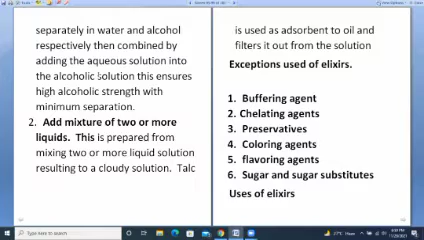 separately in water and alcohol
respectively then combined by
adding the aqueous solution into
the alcoholic solution this ensures
high alcoholic strength with
minimum separation.
2. Add mixture of two or more
liquids. This is prepared from
mixing two or more liquid solution
resulting to a cloudy solution. Talc
is used as adsorbent to oil and
filters it out from the solution
Exceptions used of elixirs.
1. Buffering agent
2. Chelating agents
3. Preservatives
4. Coloring agents
5. flavoring agents
6. Sugar and sugar substitutes
Uses of elixirs
Type here to search